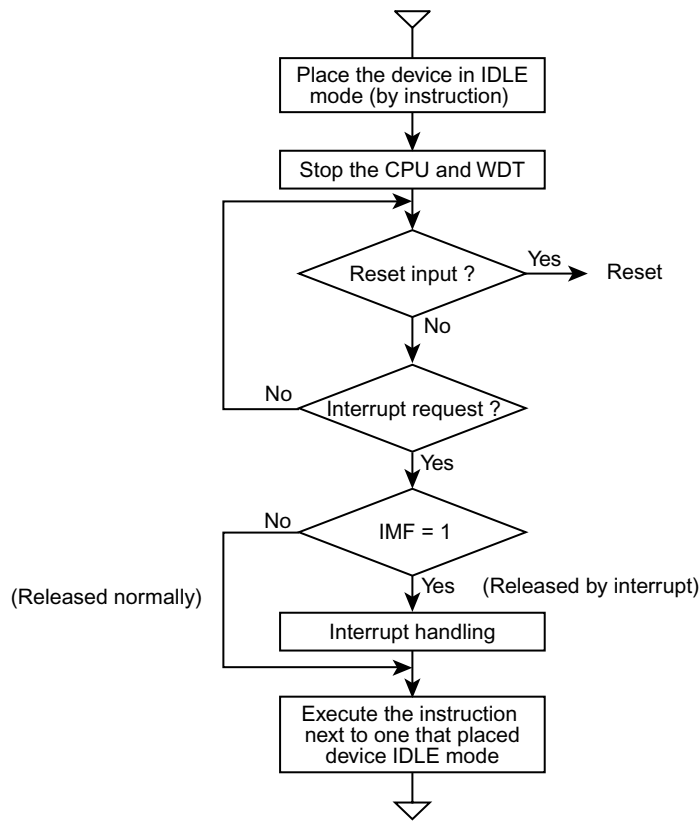 Place the device in IDLE
mode (by instruction)
Stop the CPU and WDT
Reset input ?
Yes
Reset
No
Interrupt request ?
No
Yes
IMF = 1
No
Yes
(Released by interrupt)
(Released normally)
Interrupt handling
Execute the instruction
next to one that placed
device IDLE mode